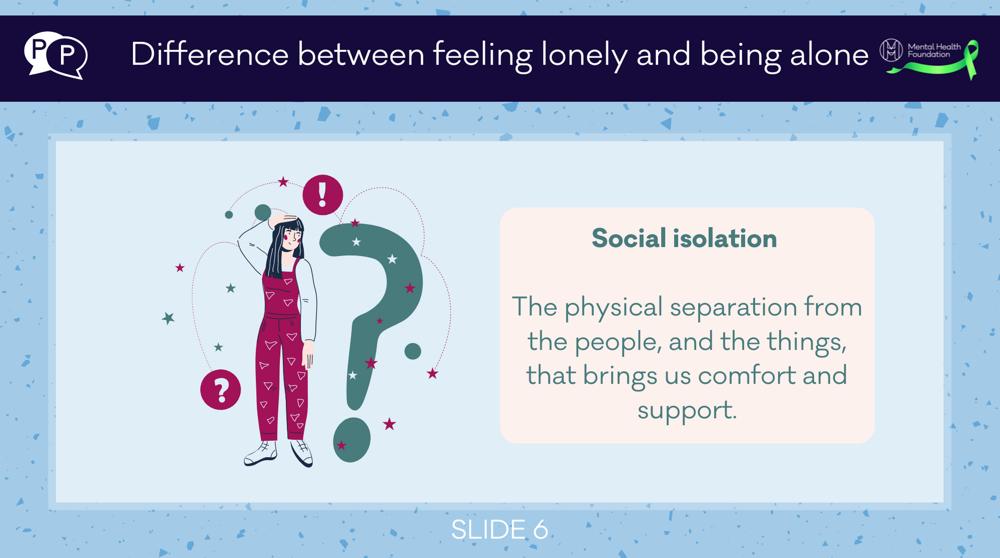 P P
Difference between feeling lonely and being alone
Mental Health
Foundation
!
?
?
Social isolation
The physical separation from
the people, and the things,
that brings us comfort and
support.
SLIDE 6